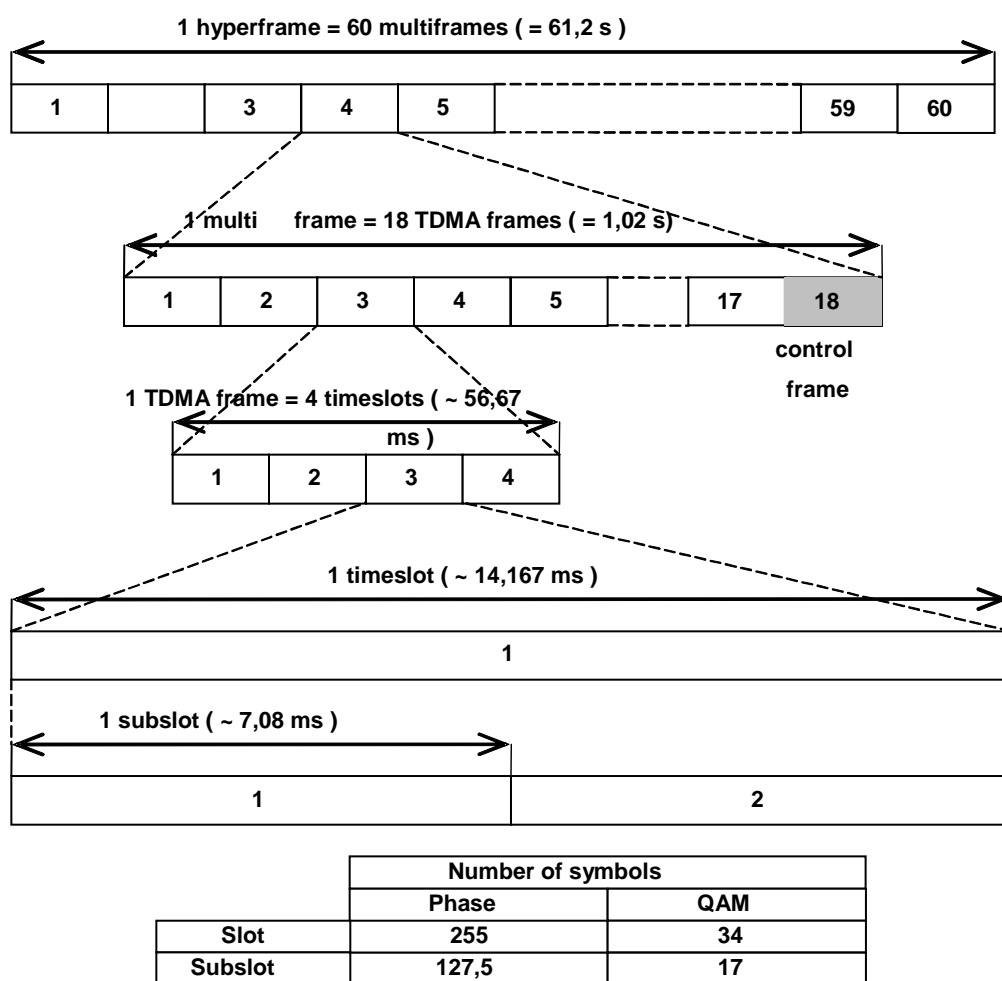 1 hyperframe = 60 multiframes ( = 61,2 s )
1 3 4 5 59 60
1 multi frame = 18 TDMA frames ( = 1,02 s)
1 2 3 4 5 17 18
control
frame
1 TDMA frame = 4 timeslots ( ~ 56,67
ms )
1 2 3 4
1 timeslot ( ~ 14,167 ms )
1
1 subslot ( ~ 7,08 ms )
1 2
Number of symbols
Phase QAM
Slot 255 34
Subslot 127,5 17